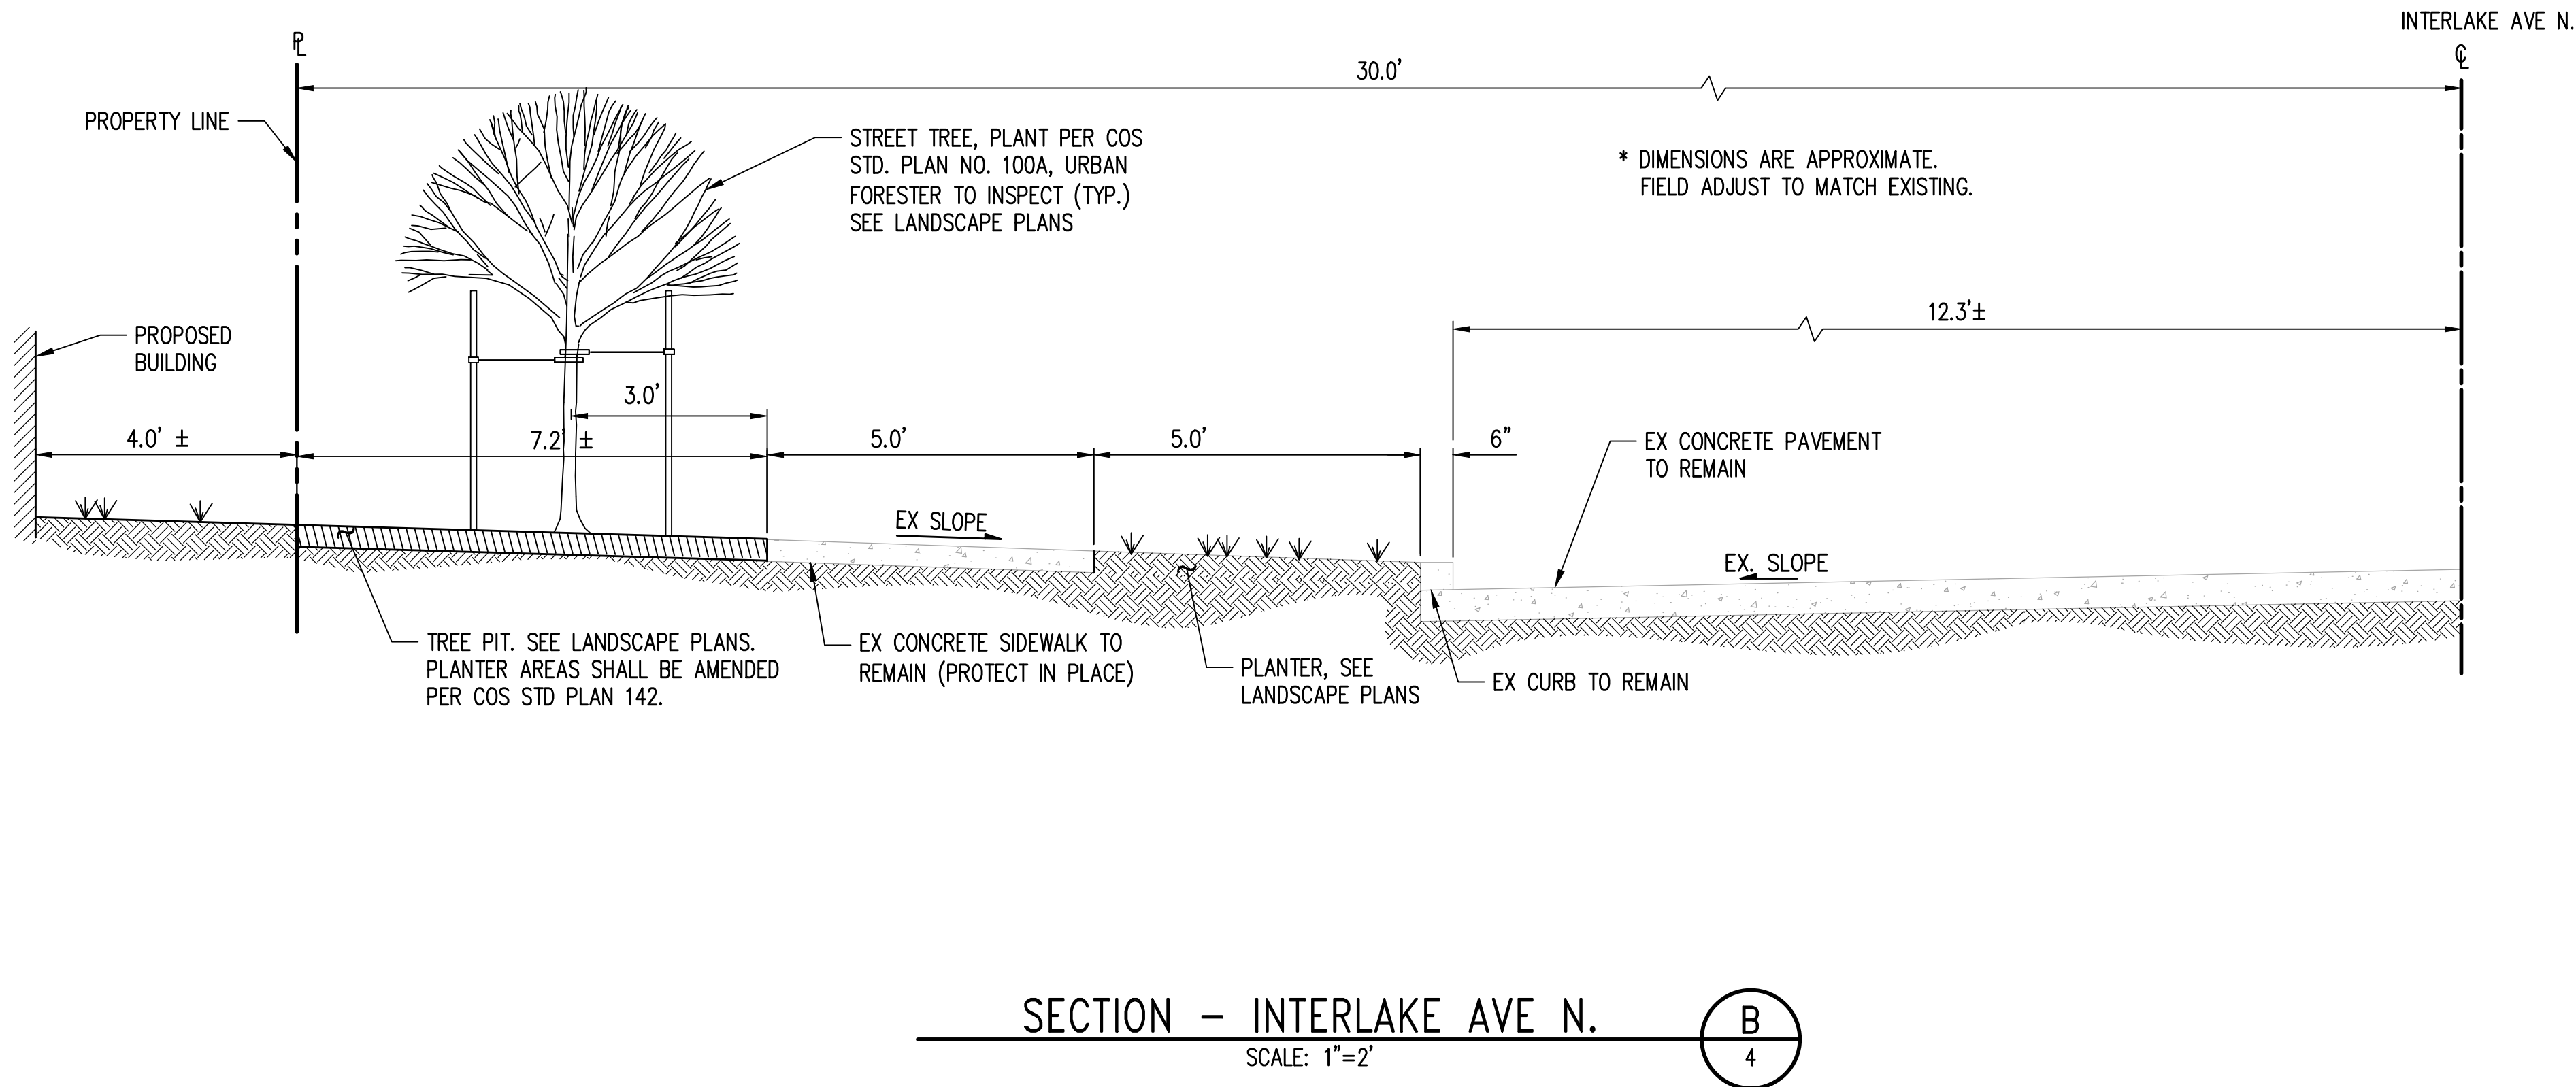 INTERLAKE AVE N.
PL
CL
30.0'
PROPERTY LINE
STREET TREE, PLANT PER COS
STD. PLAN NO. 100A, URBAN
FORESTER TO INSPECT (TYP.)
SEE LANDSCAPE PLANS
* DIMENSIONS ARE APPROXIMATE.
FIELD ADJUST TO MATCH EXISTING.
12.3'±
PROPOSED
BUILDING
3.0'
4.0' ±
7.2' ±
5.0'
5.0'
6"
EX CONCRETE PAVEMENT
TO REMAIN
EX SLOPE
EX. SLOPE
TREE PIT. SEE LANDSCAPE PLANS.
PLANTER AREAS SHALL BE AMENDED
PER COS STD PLAN 142.
EX CONCRETE SIDEWALK TO
REMAIN (PROTECT IN PLACE)
PLANTER, SEE
LANDSCAPE PLANS
EX CURB TO REMAIN
SECTION - INTERLAKE AVE N.
SCALE: 1"=2'
B
4